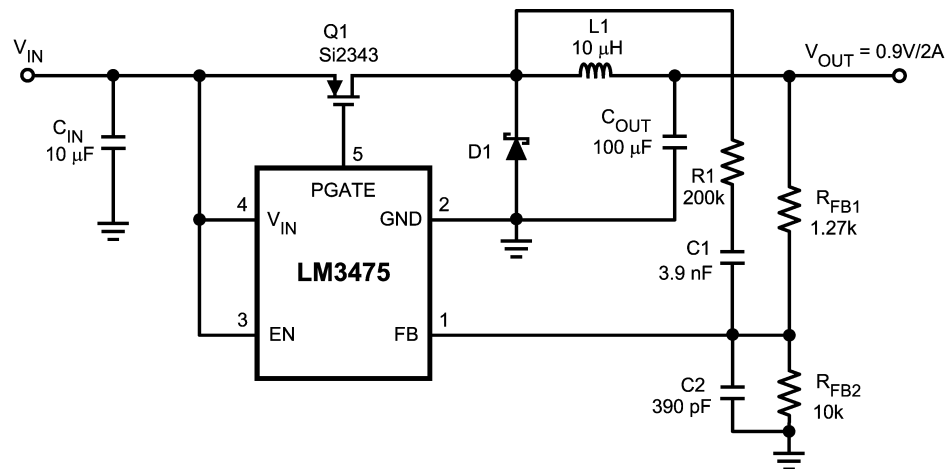 V_IN
Q1
Si2343
L1
10 μH
V_OUT = 0.9V/2A
C_IN
10 μF
C_OUT
100 μF
D1
5
PGATE
R1
200k
R_FB1
1.27k
4
V_IN
GND
2
LM3475
C1
3.9 nF
3
EN
FB
1
C2
390 pF
R_FB2
10k